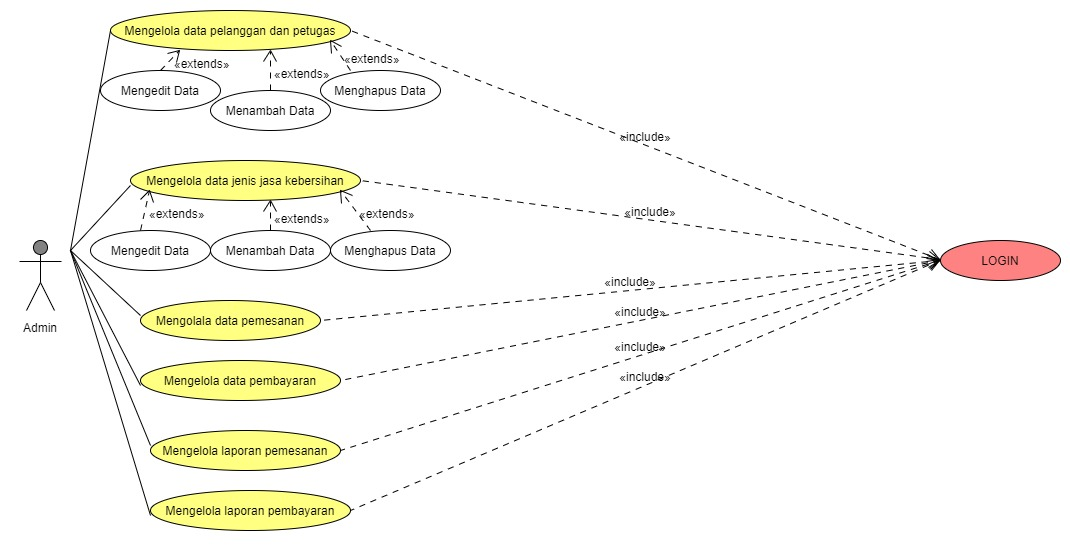 Mengelola data pelanggan dan petugas
«extends»
«extends»
«extends»
Mengedit Data
Menambah Data
Menghapus Data
«include»
Mengelola data jenis jasa kebersihan
«extends»
«extends»
«extends»
«include»
Mengedit Data
Menambah Data
Menghapus Data
LOGIN
Admin
«include»
Mengolala data pemesanan
«include»
Mengelola data pembayaran
«include»
Mengelola laporan pemesanan
«include»
Mengelola laporan pembayaran